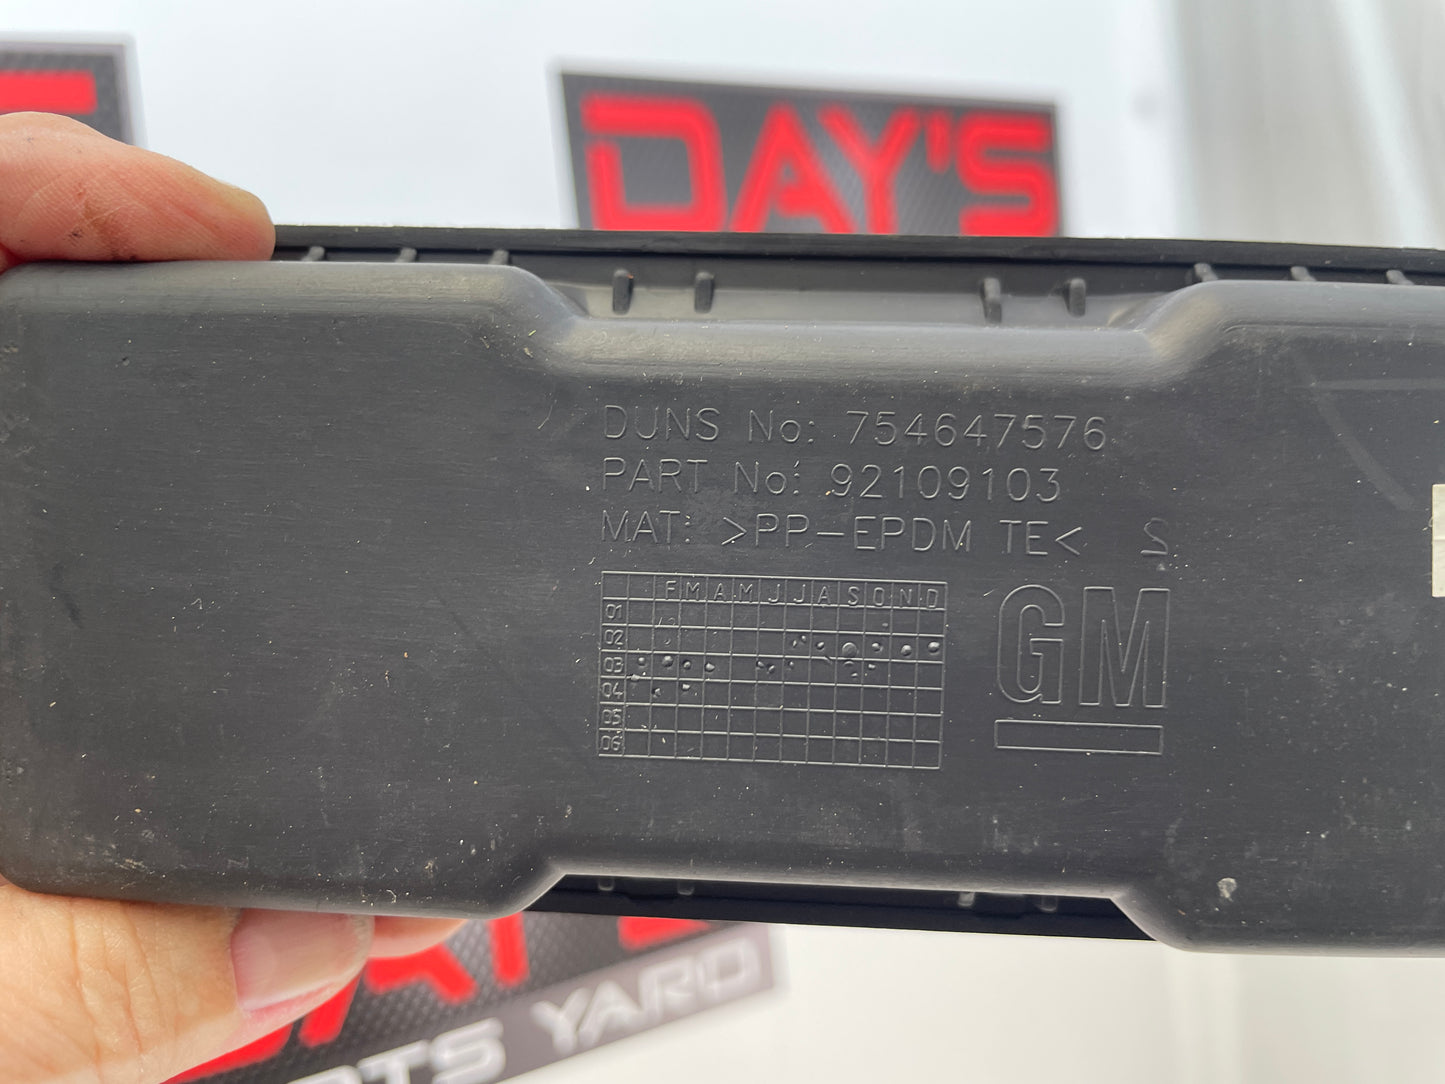 DAY'S
DUNS No: 754647576
PART No: 92109103
MAT: >PP-EPDM TE< 2
F M A M J J A S O N D
01
02
03
04
05
06
GM
PARTS YARD